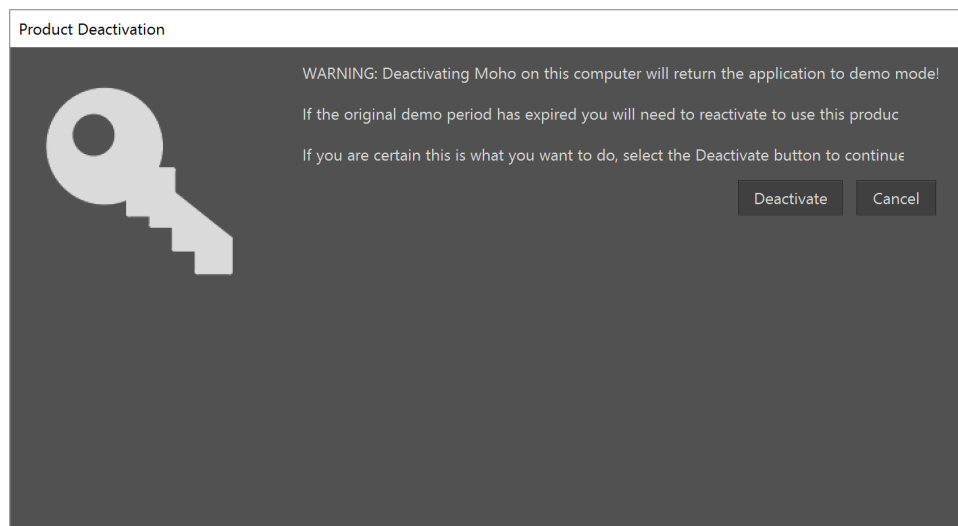 Product Deactivation
WARNING: Deactivating Moho on this computer will return the application to demo mode!
If the original demo period has expired you will need to reactivate to use this produc
If you are certain this is what you want to do, select the Deactivate button to continue
Deactivate Cancel